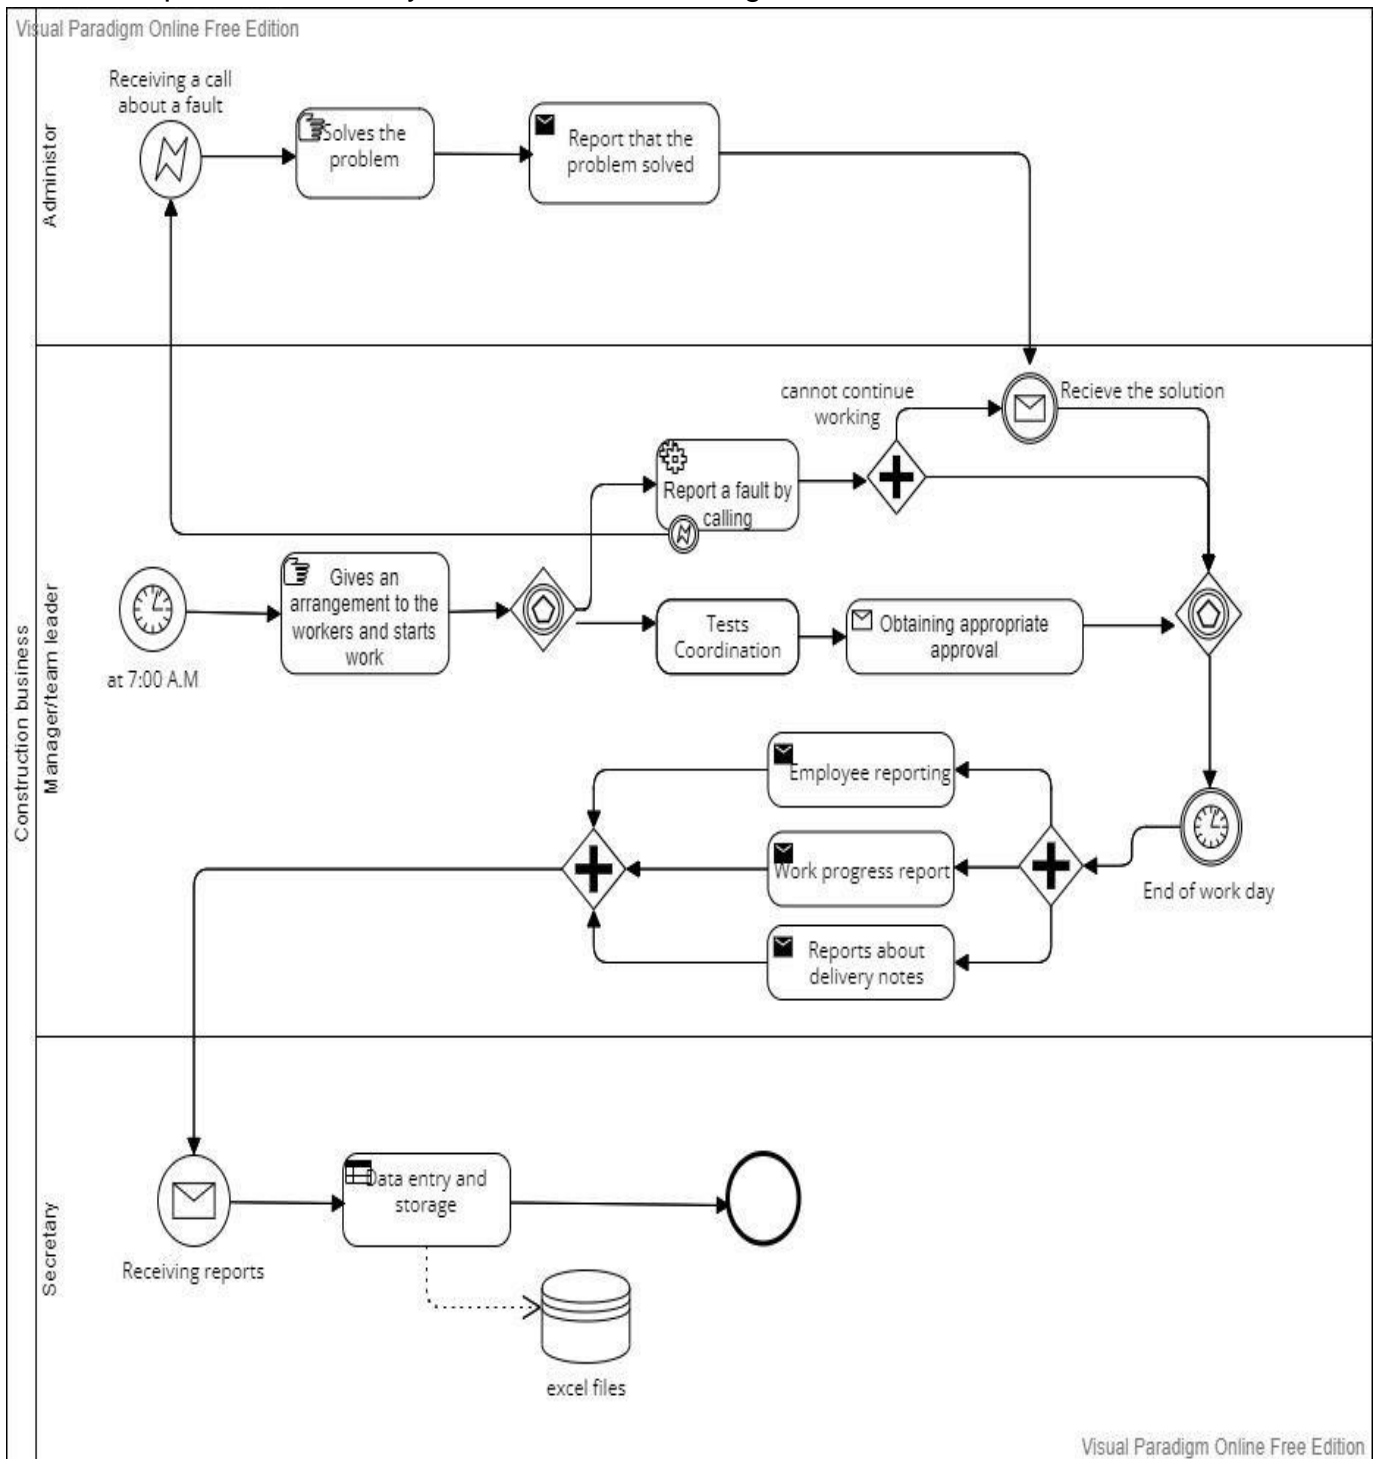 Visual Paradigm Online Free Edition
Administor
Receiving a call
about a fault
Solves the
problem
Report that the
problem solved
Construction business
Manager/team leader
cannot continue
working
Recieve the solution
Report a fault by
calling
at 7:00 A.M
Gives an
arrangement to the
workers and starts
work
Tests
Coordination
Obtaining appropriate
approval
Employee reporting
Work progress report
Reports about
delivery notes
End of work day
Secretary
Receiving reports
Data entry and
storage
excel files
Visual Paradigm Online Free Edition